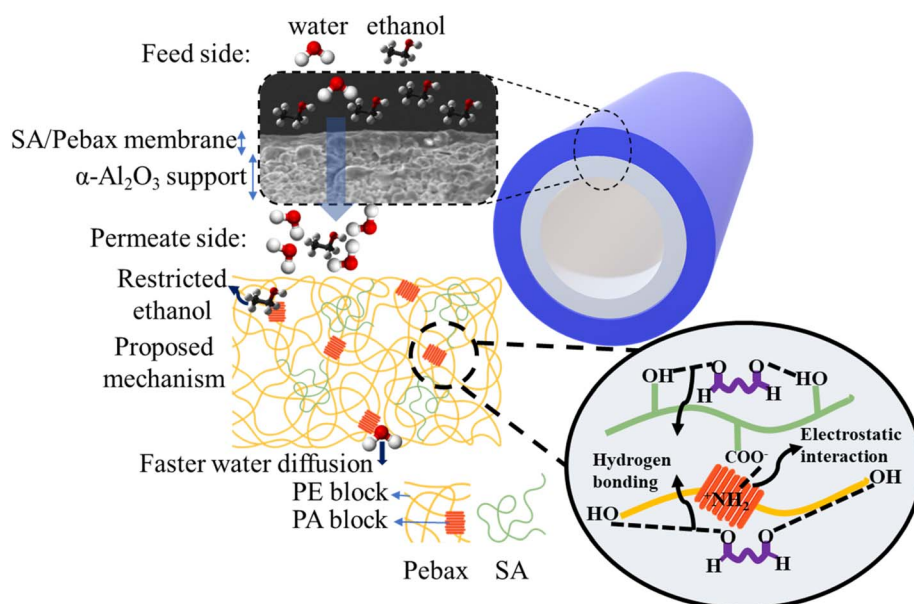 water ethanol
Feed side:
SA/Pebax membrane
α-Al₂O₃ support
Permeate side:
Restricted
ethanol
Proposed
mechanism
Faster water diffusion
PE block
PA block
Pebax SA
OH O O HO
H H
COO⁻
Electrostatic
interaction
Hydrogen
bonding
⁺NH₂
OH
HO
O O
H H